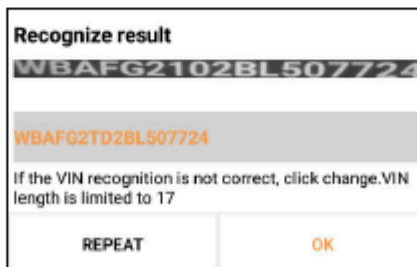 Recognize result
WBAFG2102BL507724
WBAFG2TD2BL507724
If the VIN recognition is not correct, click change.VIN
length is limited to 17
REPEAT OK